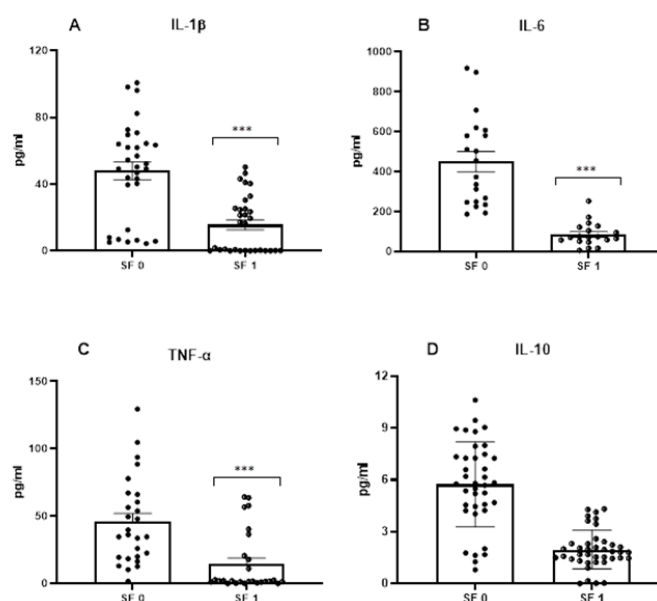 A IL-1β
120
80
40
0
pg/ml
***
SF 0 SF 1
B IL-6
1000
800
600
400
200
0
pg/ml
***
SF 0 SF 1
C TNF-α
150
100
50
0
pg/ml
***
SF 0 SF 1
D IL-10
12
9
6
3
0
pg/ml
SF 0 SF 1